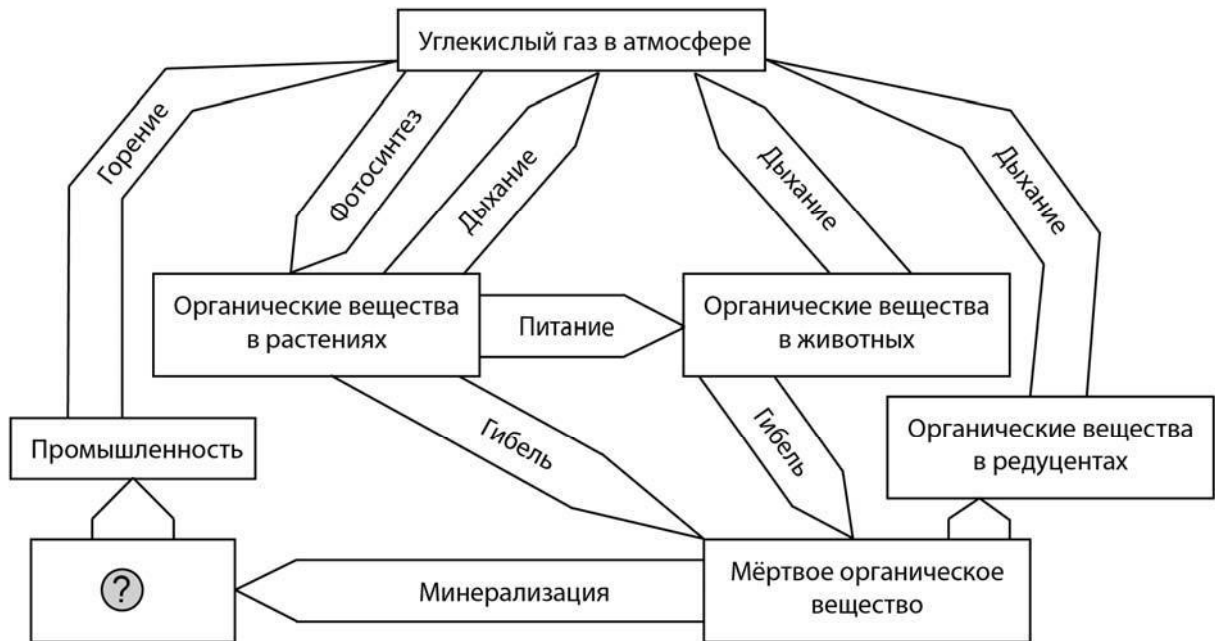 Углекислый газ в атмосфере
Горение
Фотосинтез
Дыхание
Дыхание
Дыхание
Органические вещества
в растениях
Питание
Органические вещества
в животных
Промышленность
Гибель
Гибель
Органические вещества
в редуцентах
?
Минерализация
Мёртвое органическое
вещество